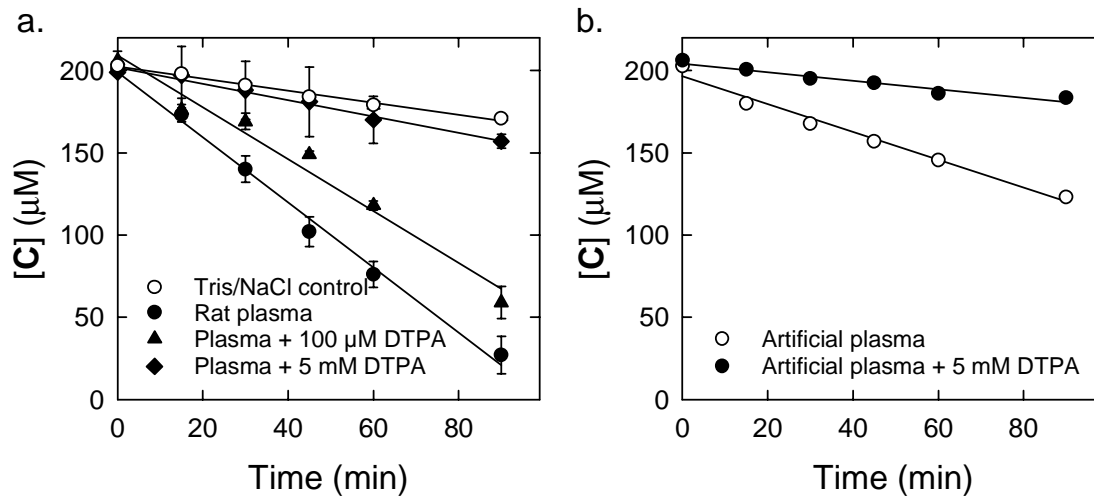 a.
200
150
100
50
0
[C] (μM)
Tris/NaCl control
Rat plasma
Plasma + 100 μM DTPA
Plasma + 5 mM DTPA
0 20 40 60 80
Time (min)
b.
200
150
100
50
0
[C] (μM)
Artificial plasma
Artificial plasma + 5 mM DTPA
0 20 40 60 80
Time (min)